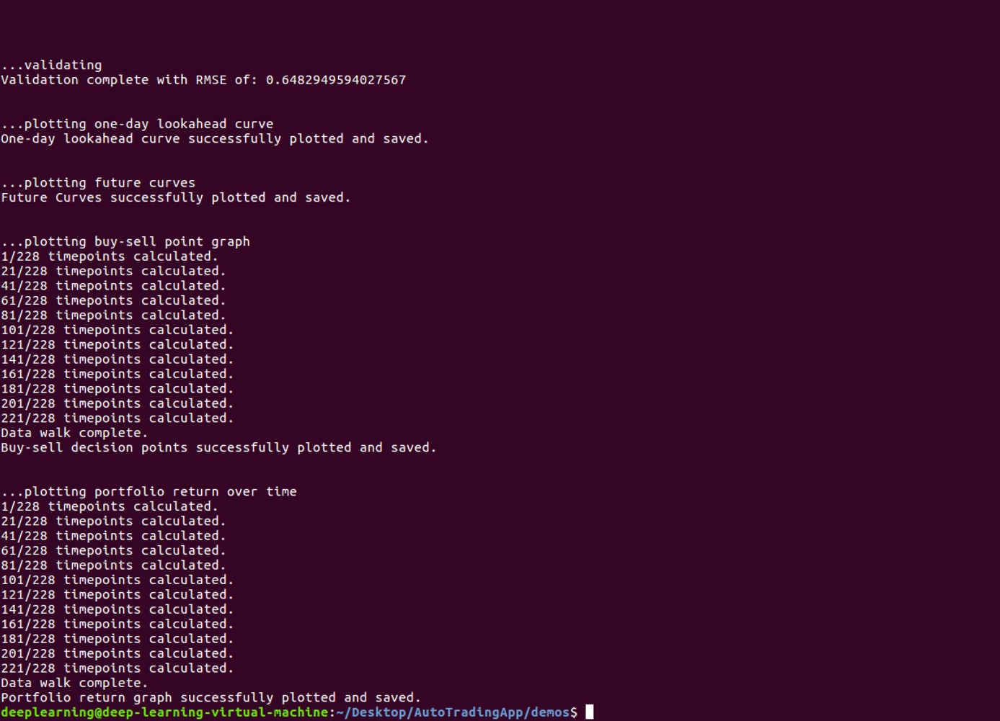 ...validating
Validation complete with RMSE of: 0.6482949594027567
...plotting one-day lookahead curve
One-day lookahead curve successfully plotted and saved.
...plotting future curves
Future Curves successfully plotted and saved.
...plotting buy-sell point graph
1/228 timepoints calculated.
21/228 timepoints calculated.
41/228 timepoints calculated.
61/228 timepoints calculated.
81/228 timepoints calculated.
101/228 timepoints calculated.
121/228 timepoints calculated.
141/228 timepoints calculated.
161/228 timepoints calculated.
181/228 timepoints calculated.
201/228 timepoints calculated.
221/228 timepoints calculated.
Data walk complete.
Buy-sell decision points successfully plotted and saved.
...plotting portfolio return over time
1/228 timepoints calculated.
21/228 timepoints calculated.
41/228 timepoints calculated.
61/228 timepoints calculated.
81/228 timepoints calculated.
101/228 timepoints calculated.
121/228 timepoints calculated.
141/228 timepoints calculated.
161/228 timepoints calculated.
181/228 timepoints calculated.
201/228 timepoints calculated.
221/228 timepoints calculated.
Data walk complete.
Portfolio return graph successfully plotted and saved.
deeplearning@deep-learning-virtual-machine:~/Desktop/AutoTradingApp/demos$